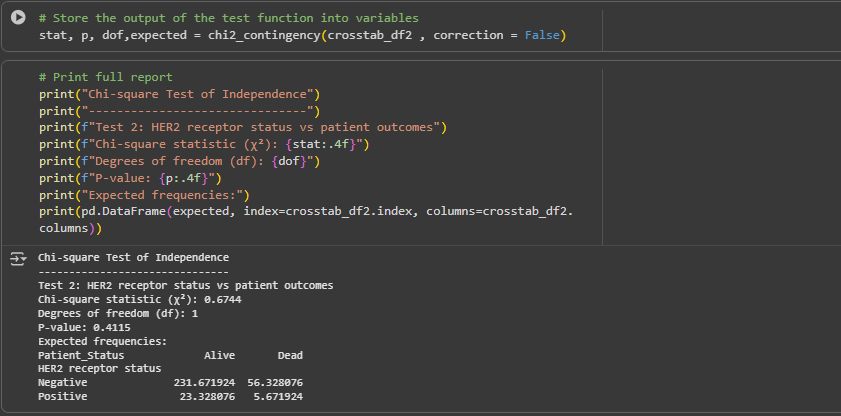 # Store the output of the test function into variables
stat, p, dof,expected = chi2_contingency(crosstab_df2 , correction = False)
# Print full report
print("Chi-square Test of Independence")
print("-------------------------------")
print(f"Test 2: HER2 receptor status vs patient outcomes")
print(f"Chi-square statistic (χ²): {stat:.4f}")
print(f"Degrees of freedom (df): {dof}")
print(f"P-value: {p:.4f}")
print("Expected frequencies:")
print(pd.DataFrame(expected, index=crosstab_df2.index, columns=crosstab_df2.
columns))
Chi-square Test of Independence
-------------------------------
Test 2: HER2 receptor status vs patient outcomes
Chi-square statistic (χ²): 0.6744
Degrees of freedom (df): 1
P-value: 0.4115
Expected frequencies:
Patient_Status Alive Dead
HER2 receptor status
Negative 231.671924 56.328076
Positive 23.328076 5.671924